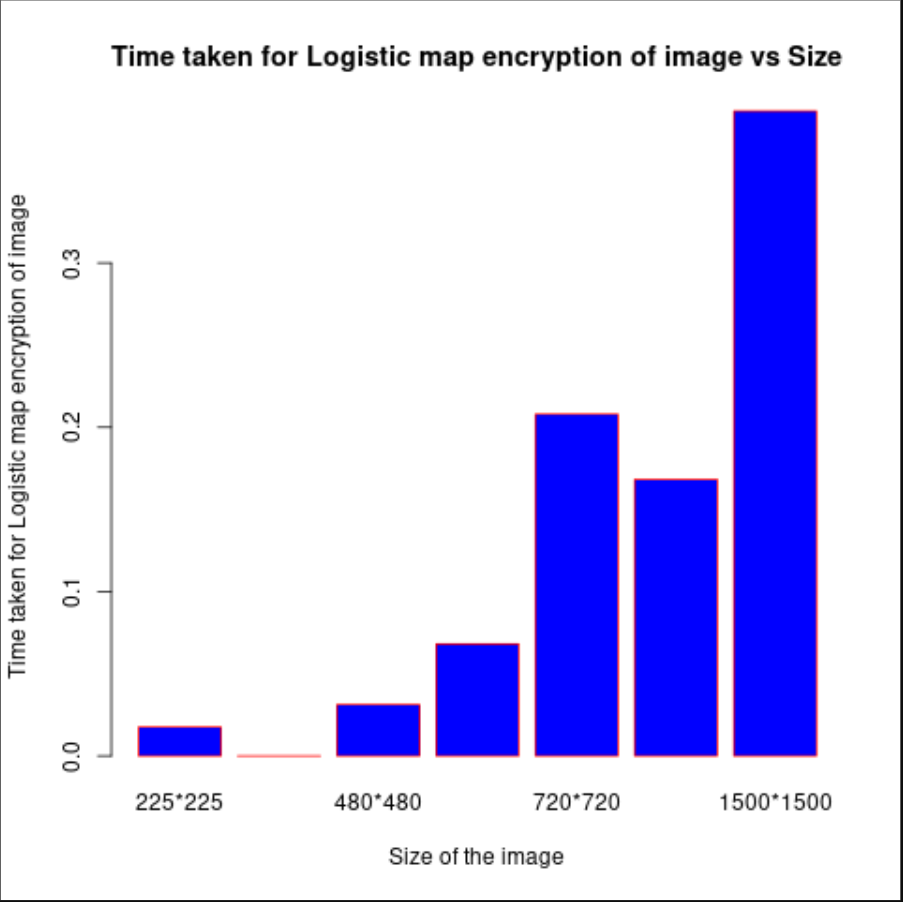 Time taken for Logistic map encryption of image vs Size
Time taken for Logistic map encryption of image
0.3
0.2
0.1
0.0
225*225 480*480 720*720 1500*1500
Size of the image